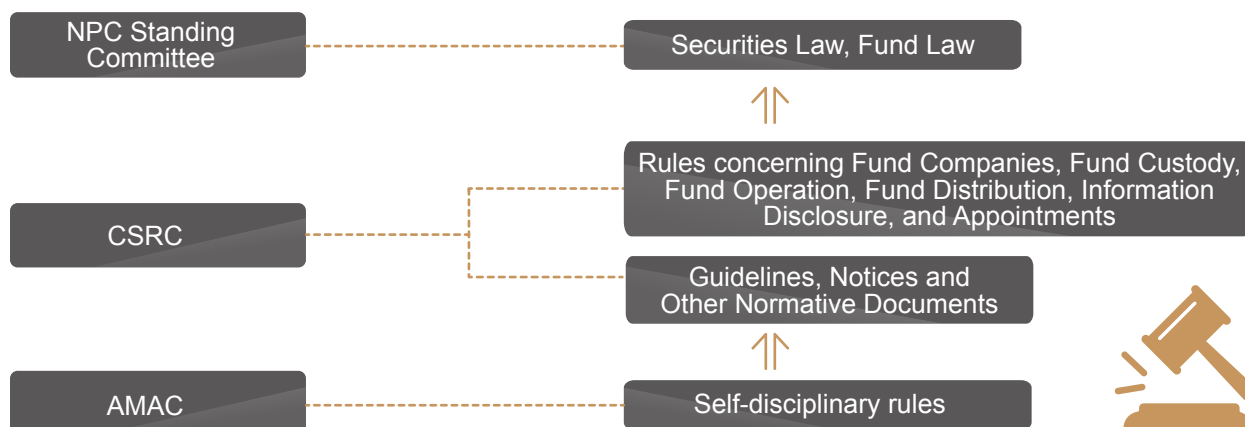 NPC Standing
Committee
Securities Law, Fund Law
Rules concerning Fund Companies, Fund Custody,
Fund Operation, Fund Distribution, Information
Disclosure, and Appointments
CSRC
Guidelines, Notices and
Other Normative Documents
AMAC
Self-disciplinary rules